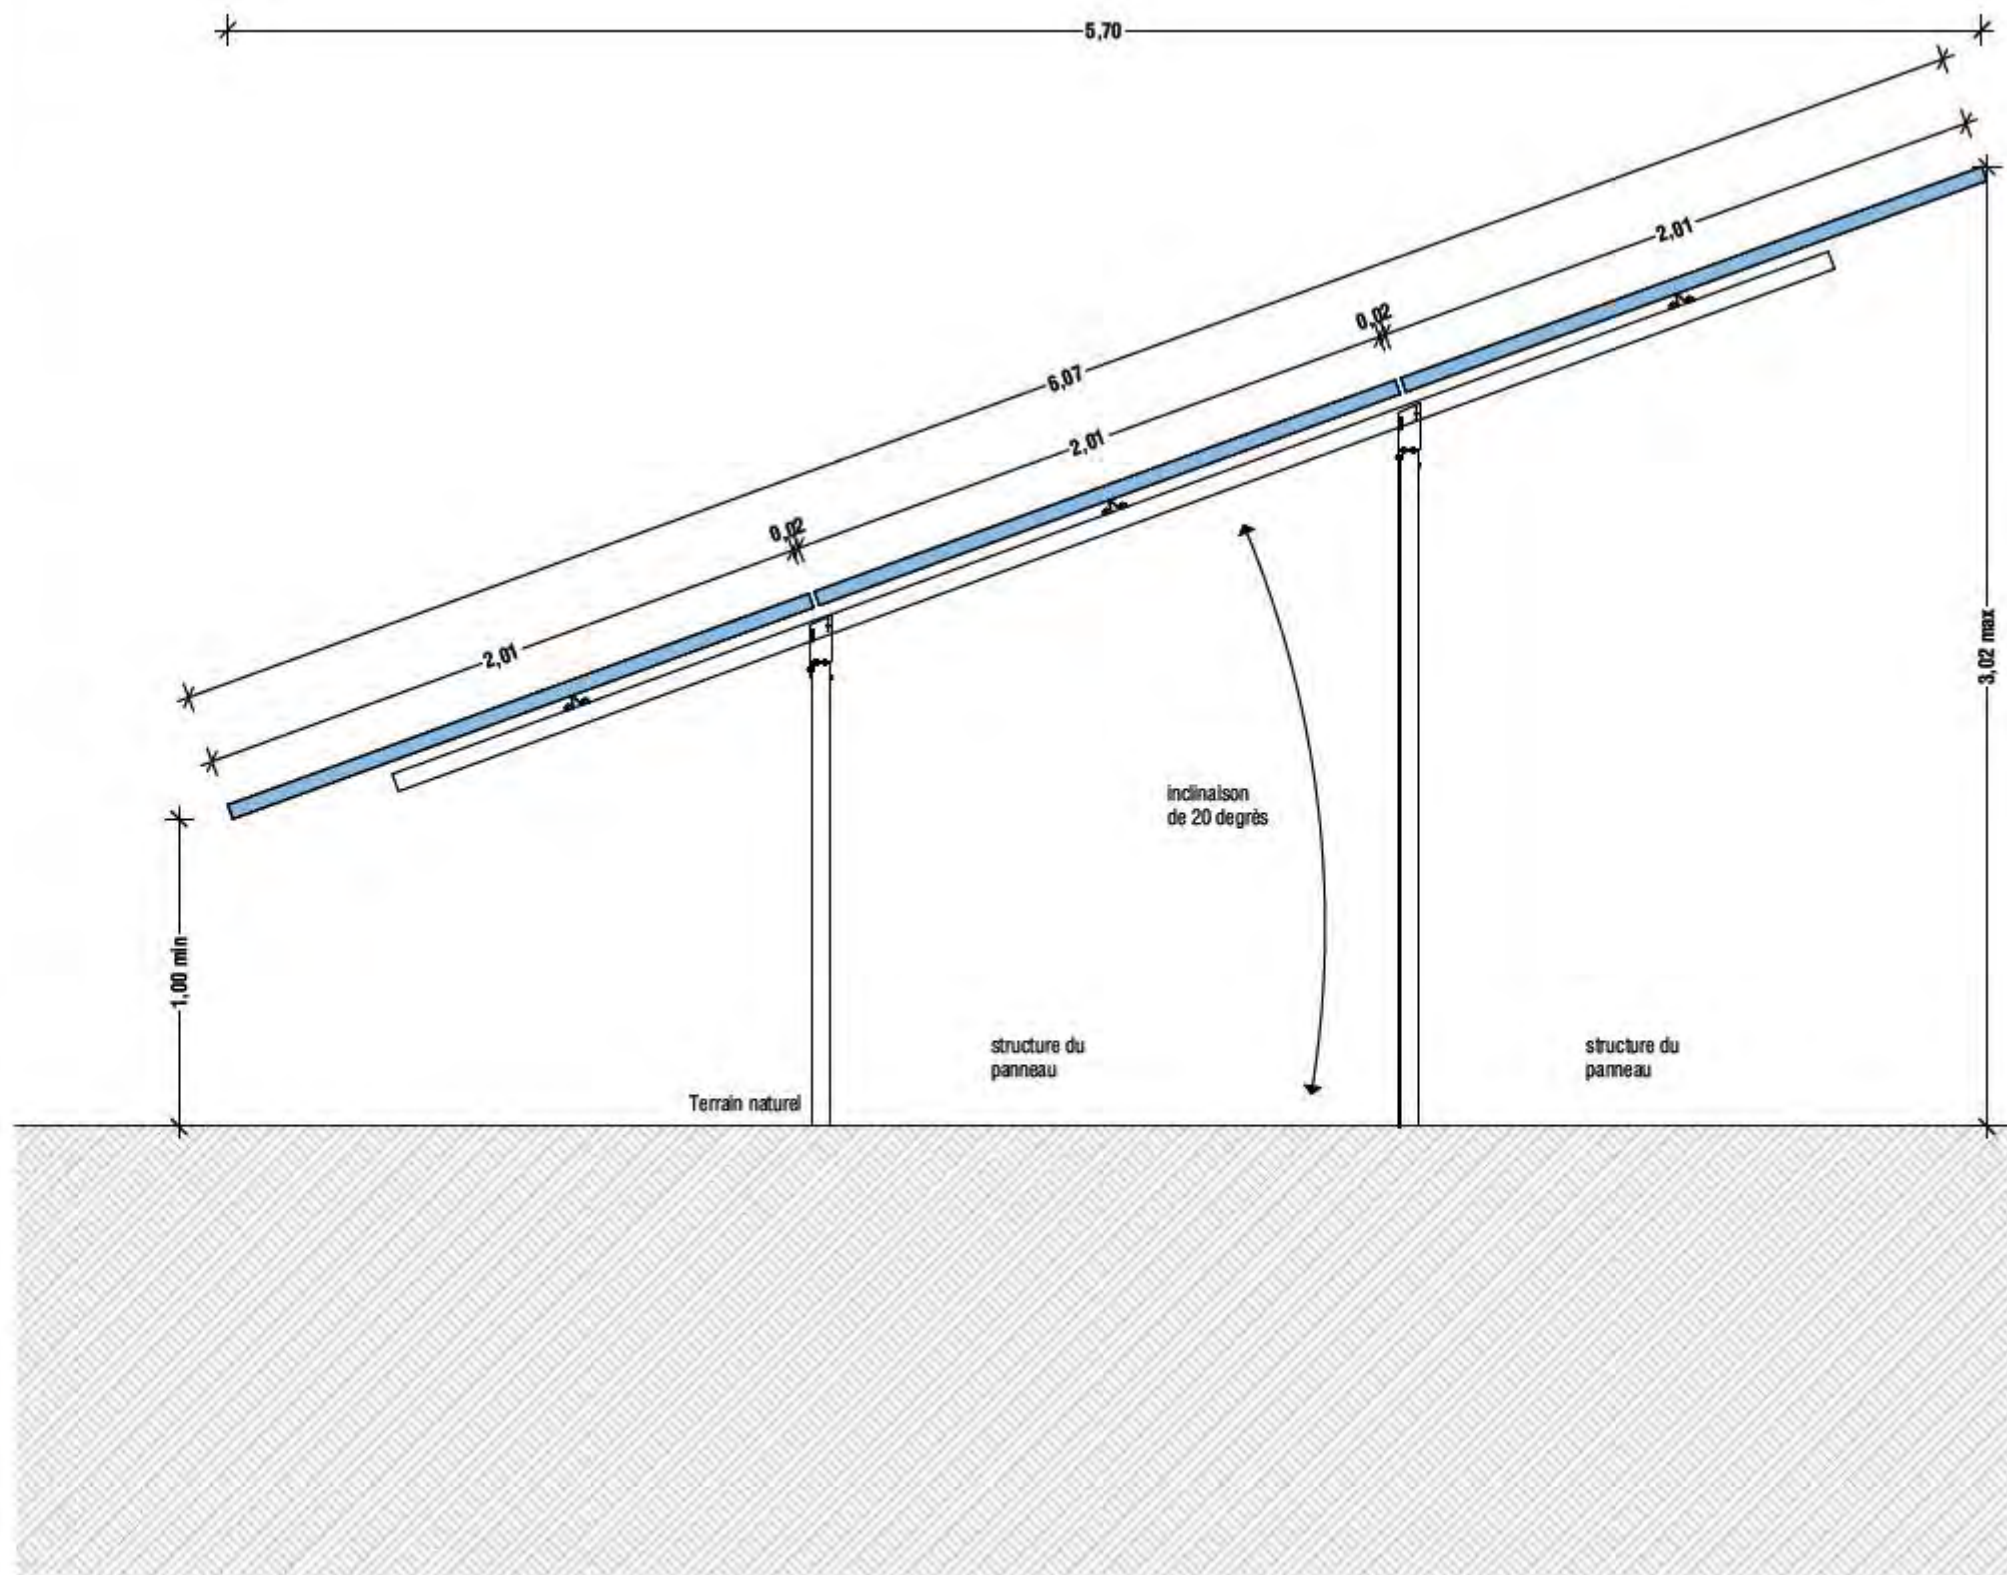 5,70
2,01
0,02
6,07
2,01
0,02
2,01
3,02 max
1,00 min
inclinaison
de 20 degrès
structure du
panneau
structure du
panneau
Terrain naturel